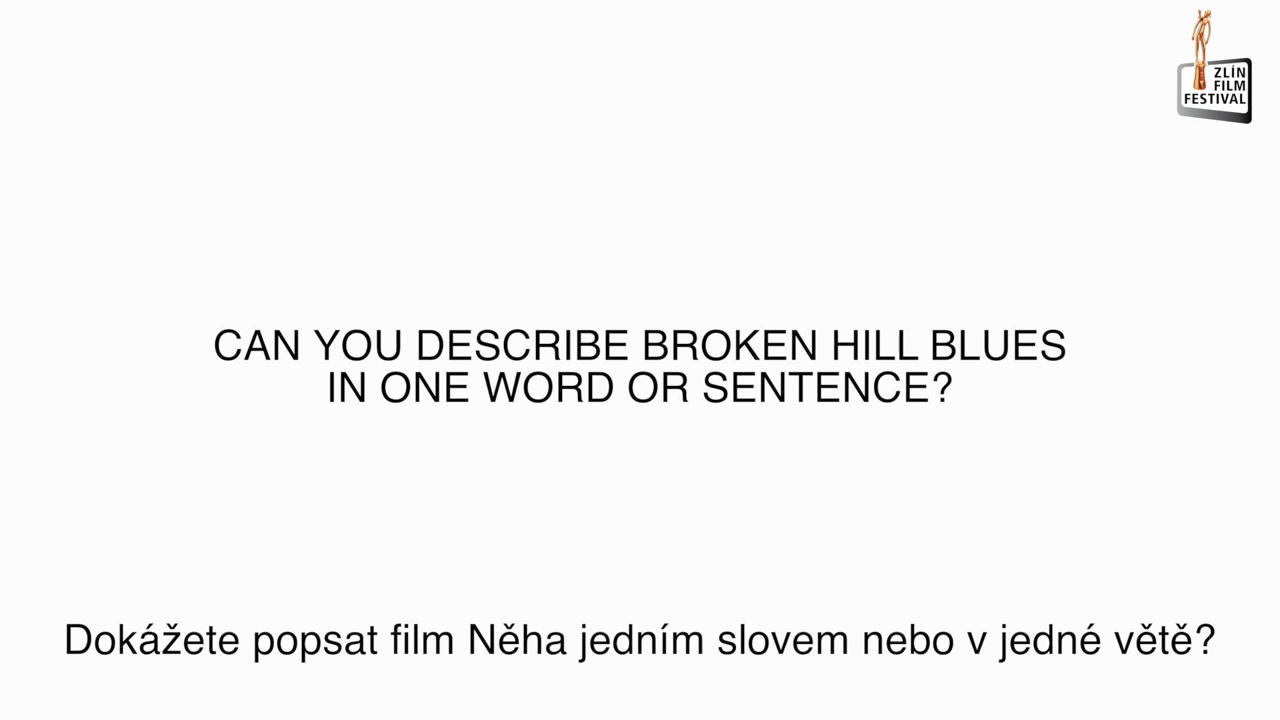 ZLÍN
FILM
FESTIVAL
CAN YOU DESCRIBE BROKEN HILL BLUES
IN ONE WORD OR SENTENCE?
Dokážete popsat film Něha jedním slovem nebo v jedné větě?